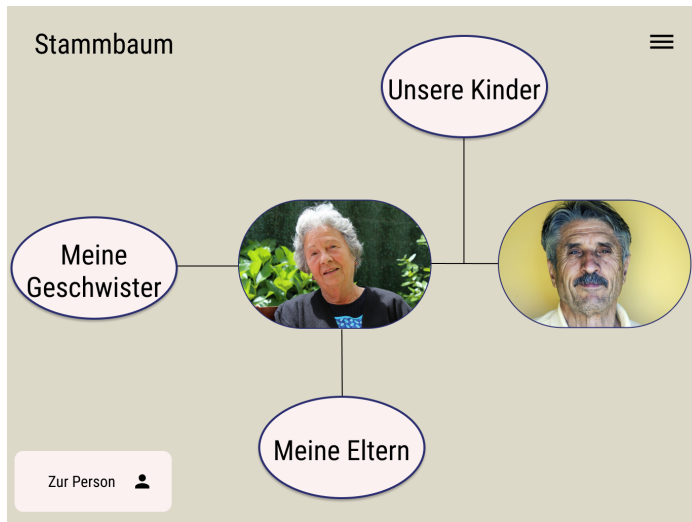 Stammbaum
Unsere Kinder
Meine
Geschwister
Meine Eltern
Zur Person